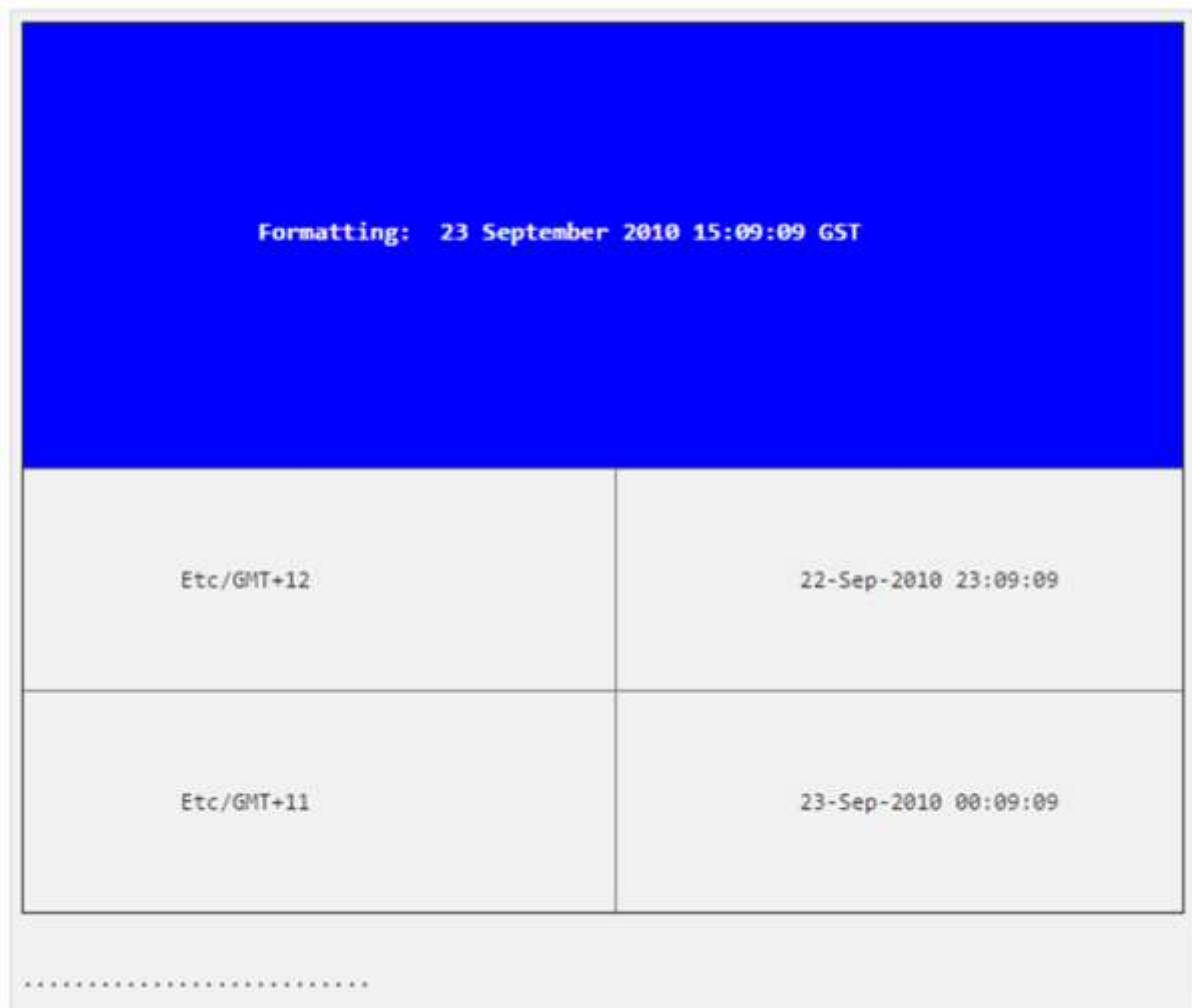 Formatting:  23 September 2010 15:09:09 GST
Etc/GMT+12 22-Sep-2010 23:09:09
Etc/GMT+11 23-Sep-2010 00:09:09
...........................